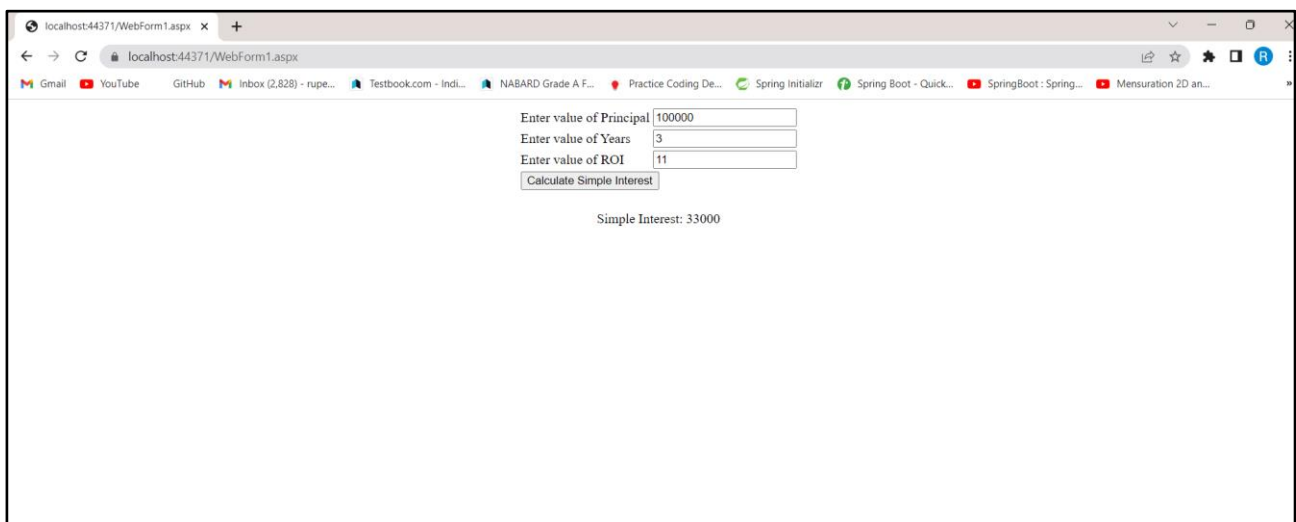 localhost:44371/WebForm1.aspx
localhost:44371/WebForm1.aspx R
Gmail YouTube GitHub Inbox (2,828) - rupe... Testbook.com - Indi... NABARD Grade A F... Practice Coding De... Spring Initializr Spring Boot - Quick... SpringBoot : Spring... Mensuration 2D an... »
Enter value of Principal 100000
Enter value of Years 3
Enter value of ROI 11
Calculate Simple Interest
Simple Interest: 33000